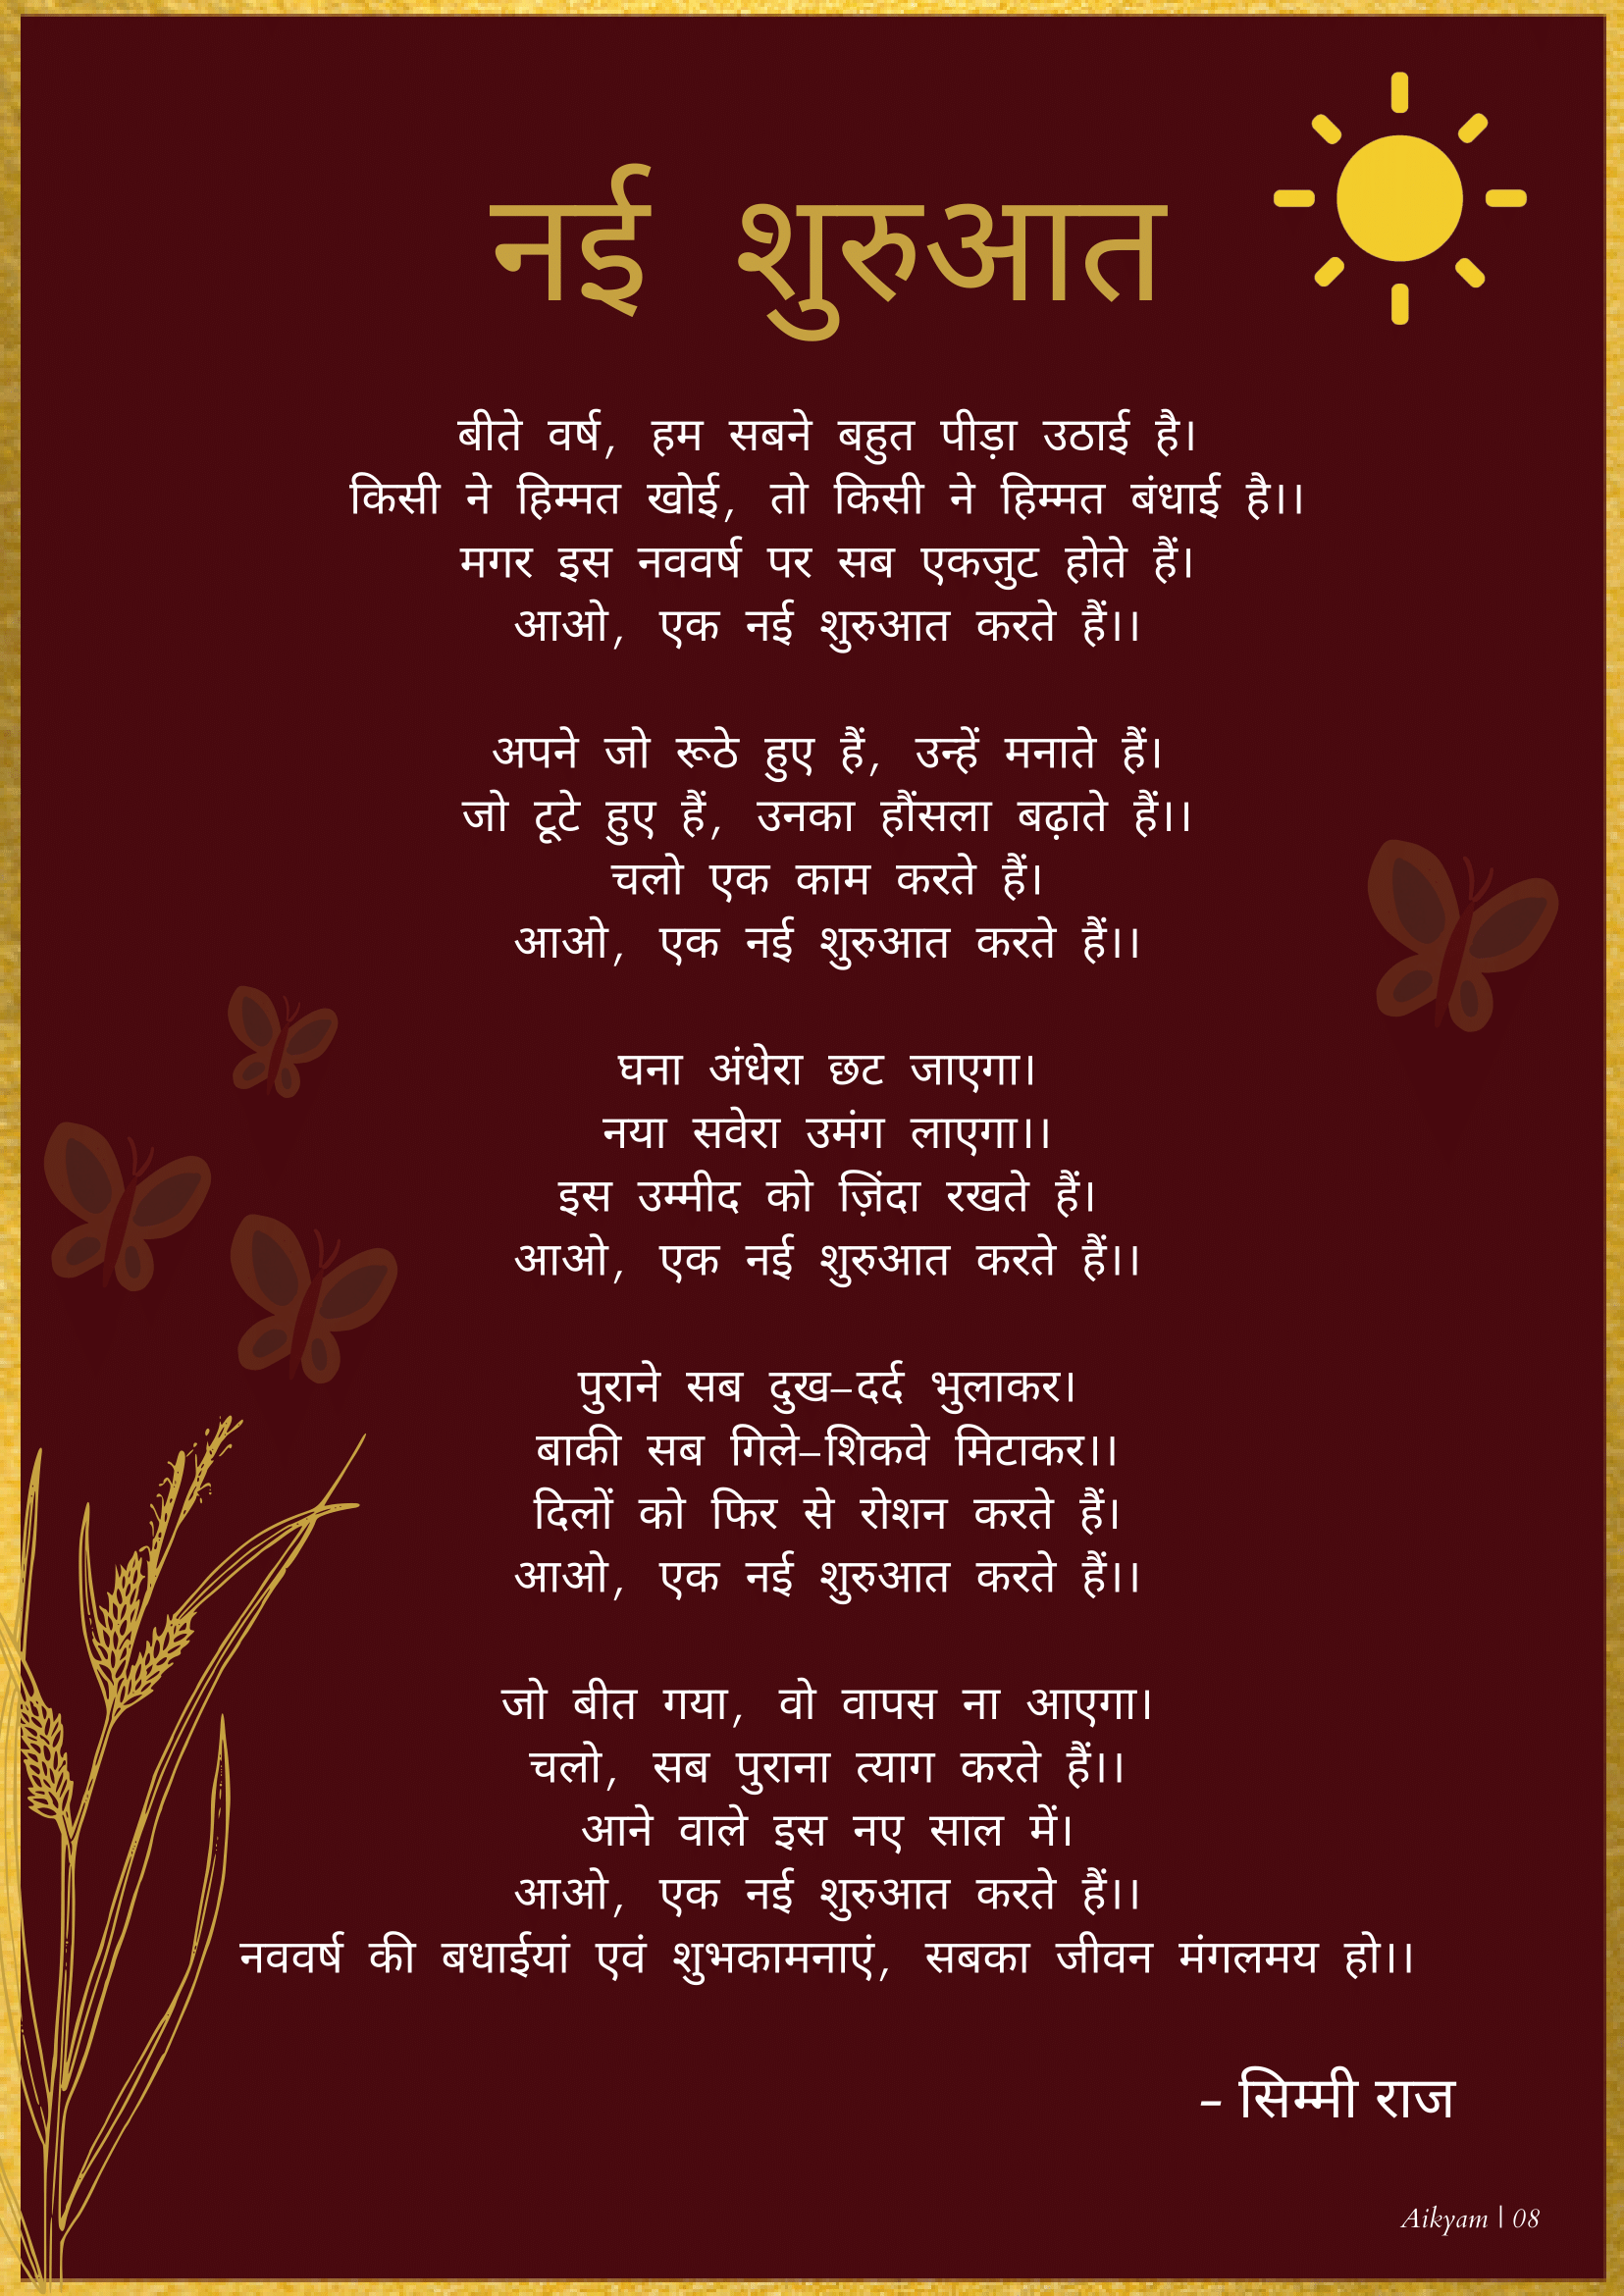 नई शुरुआत
बीते वर्ष, हम सबने बहुत पीड़ा उठाई है।
किसी ने हिम्मत खोई, तो किसी ने हिम्मत बंधाई है।।
मगर इस नववर्ष पर सब एकजुट होते हैं।
आओ, एक नई शुरुआत करते हैं।।
अपने जो रूठे हुए हैं, उन्हें मनाते हैं।
जो टूटे हुए हैं, उनका हौंसला बढ़ाते हैं।।
चलो एक काम करते हैं।
आओ, एक नई शुरुआत करते हैं।।
घना अंधेरा छट जाएगा।
नया सवेरा उमंग लाएगा।।
इस उम्मीद को ज़िंदा रखते हैं।
आओ, एक नई शुरुआत करते हैं।।
पुराने सब दुख-दर्द भुलाकर।
बाकी सब गिले-शिकवे मिटाकर।।
दिलों को फिर से रोशन करते हैं।
आओ, एक नई शुरुआत करते हैं।।
जो बीत गया, वो वापस ना आएगा।
चलो, सब पुराना त्याग करते हैं।।
आने वाले इस नए साल में।
आओ, एक नई शुरुआत करते हैं।।
नववर्ष की बधाईयां एवं शुभकामनाएं, सबका जीवन मंगलमय हो।।
- सिम्मी राज
Aikyam | 08